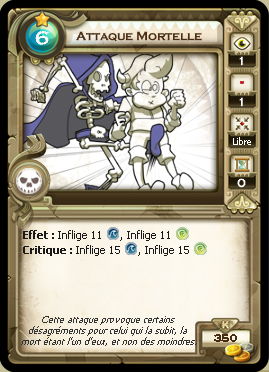 6
ATTAQUE MORTELLE
1
1
Libre
0
Effet : Inflige 11 , Inflige 11
Critique : Inflige 15 , Inflige 15
Cette attaque provoque certains
désagréments pour celui qui la subit, la
mort étant l'un d'eux, et non des moindres
K
350